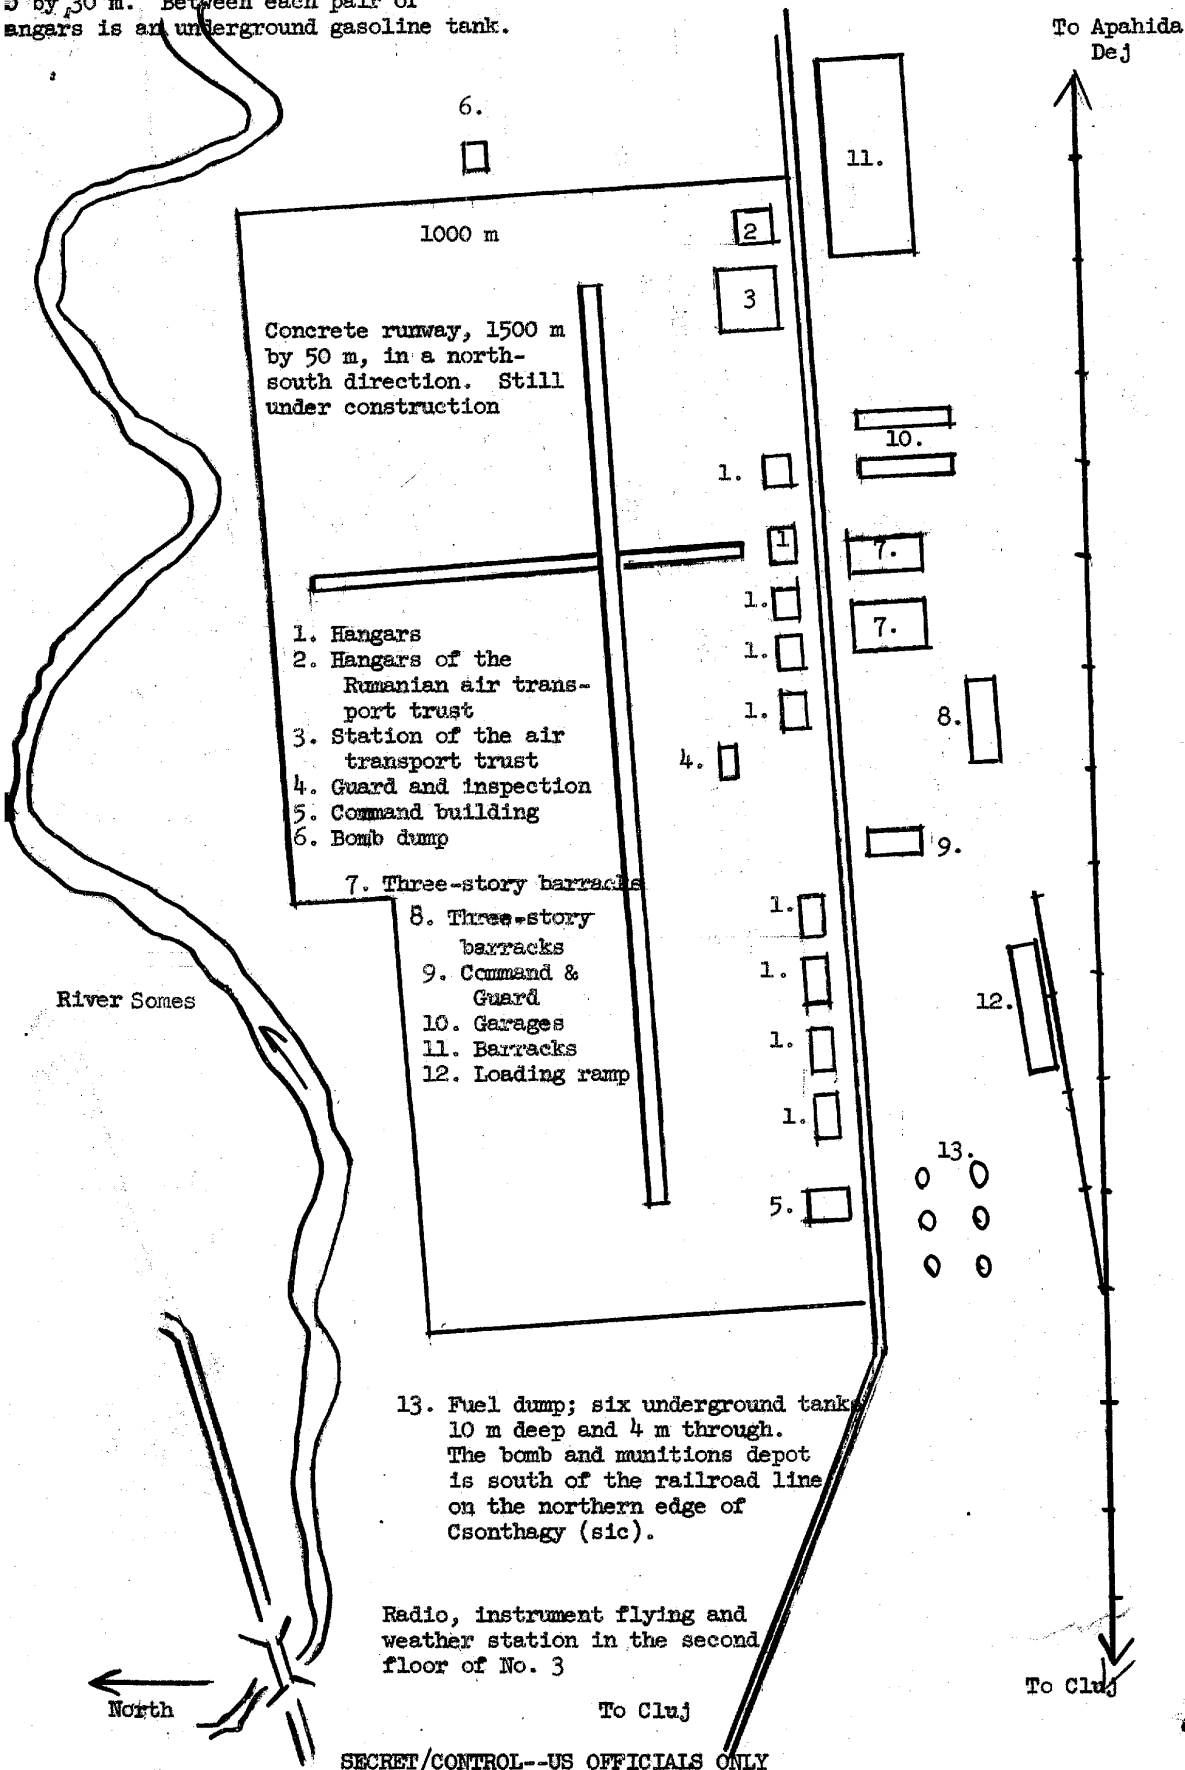 by 30 m. Between each pair of
angars is an underground gasoline tank.
To Apahida
Dej
6.
11.
1000 m
2
3
Concrete runway, 1500 m
by 50 m, in a north-
south direction. Still
under construction
10.
1.
1
7.
1.
7.
1.
1.
8.
4.
9.
1. Hangars
2. Hangars of the
Rumanian air trans-
port trust
3. Station of the air
transport trust
4. Guard and inspection
5. Command building
6. Bomb dump
7. Three-story barracks
8. Three-story
barracks
9. Command &
Guard
10. Garages
11. Barracks
12. Loading ramp
1.
1.
12.
1.
1.
13.
5.
River Somes
13. Fuel dump; six underground tanks
10 m deep and 4 m through.
The bomb and munitions depot
is south of the railroad line
on the northern edge of
Csonthagy (sic).
Radio, instrument flying and
weather station in the second
floor of No. 3
North
To Cluj
To Cluj
SECRET/CONTROL--US OFFICIALS ONLY